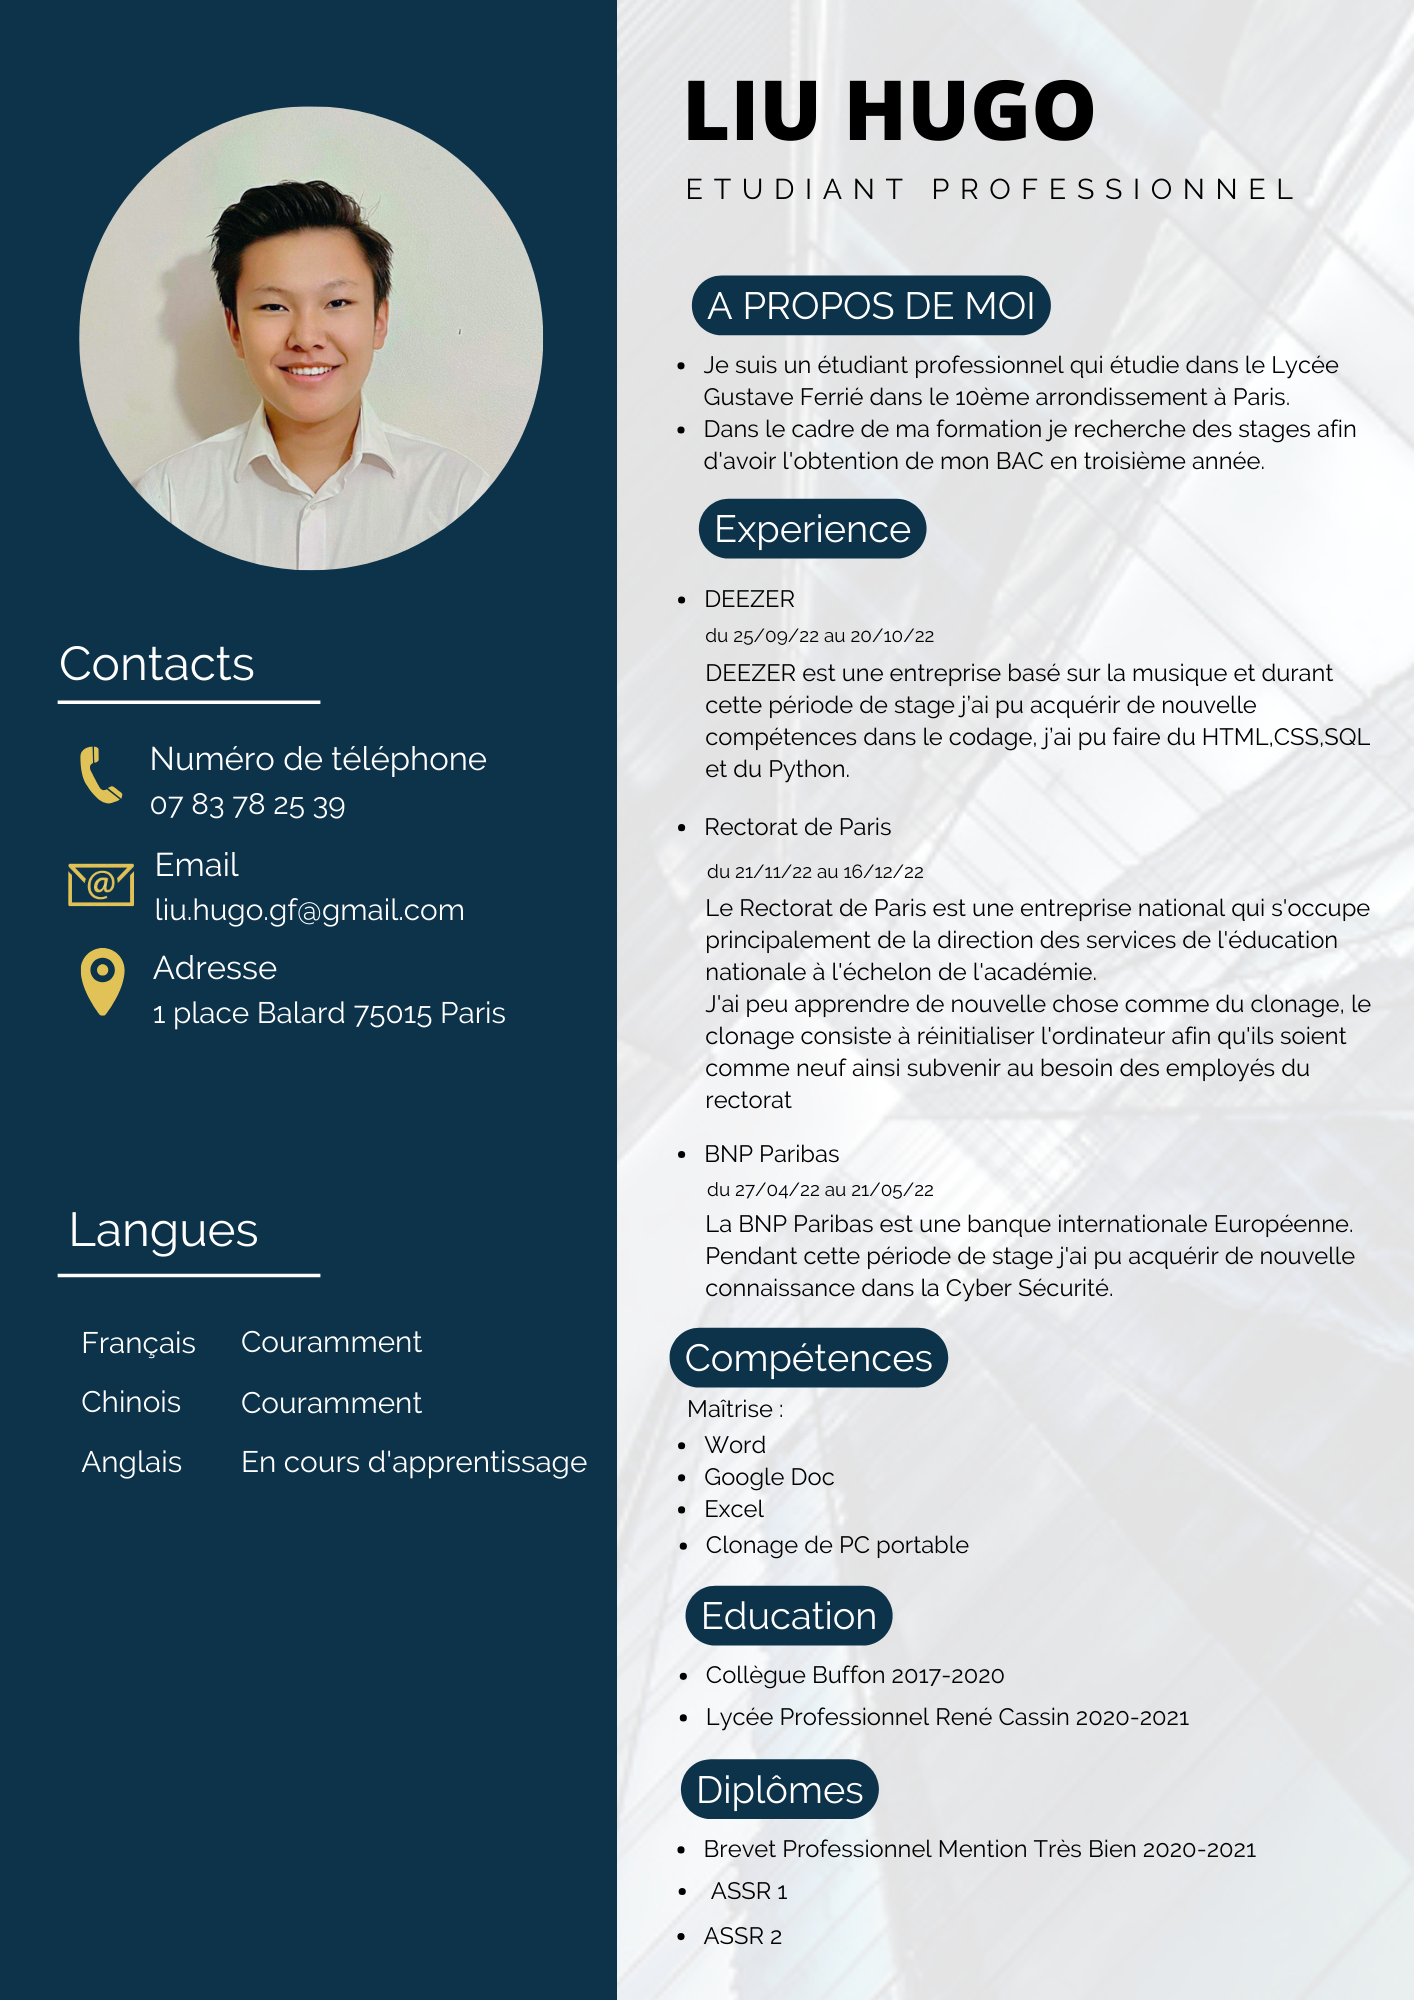 LIU HUGO
ETUDIANT PROFESSIONNEL
Contacts
Numéro de téléphone
07 83 78 25 39
@
Email
liu.hugo.gf@gmail.com
Adresse
1 place Balard 75015 Paris
Langues
Français Couramment
Chinois Couramment
Anglais En cours d'apprentissage
A PROPOS DE MOI
• Je suis un étudiant professionnel qui étudie dans le Lycée
Gustave Ferrié dans le 10ème arrondissement à Paris.
• Dans le cadre de ma formation je recherche des stages afin
d'avoir l'obtention de mon BAC en troisième année.
Experience
• DEEZER
du 25/09/22 au 20/10/22
DEEZER est une entreprise basé sur la musique et durant
cette période de stage j'ai pu acquérir de nouvelle
compétences dans le codage, j'ai pu faire du HTML,CSS,SQL
et du Python.
• Rectorat de Paris
du 21/11/22 au 16/12/22
Le Rectorat de Paris est une entreprise national qui s'occupe
principalement de la direction des services de l'éducation
nationale à l'échelon de l'académie.
J'ai peu apprendre de nouvelle chose comme du clonage, le
clonage consiste à réinitialiser l'ordinateur afin qu'ils soient
comme neuf ainsi subvenir au besoin des employés du
rectorat
• BNP Paribas
du 27/04/22 au 21/05/22
La BNP Paribas est une banque internationale Européenne.
Pendant cette période de stage j'ai pu acquérir de nouvelle
connaissance dans la Cyber Sécurité.
Compétences
Maîtrise :
• Word
• Google Doc
• Excel
• Clonage de PC portable
Education
• Collègue Buffon 2017-2020
• Lycée Professionnel René Cassin 2020-2021
Diplômes
• Brevet Professionnel Mention Très Bien 2020-2021
• ASSR 1
• ASSR 2